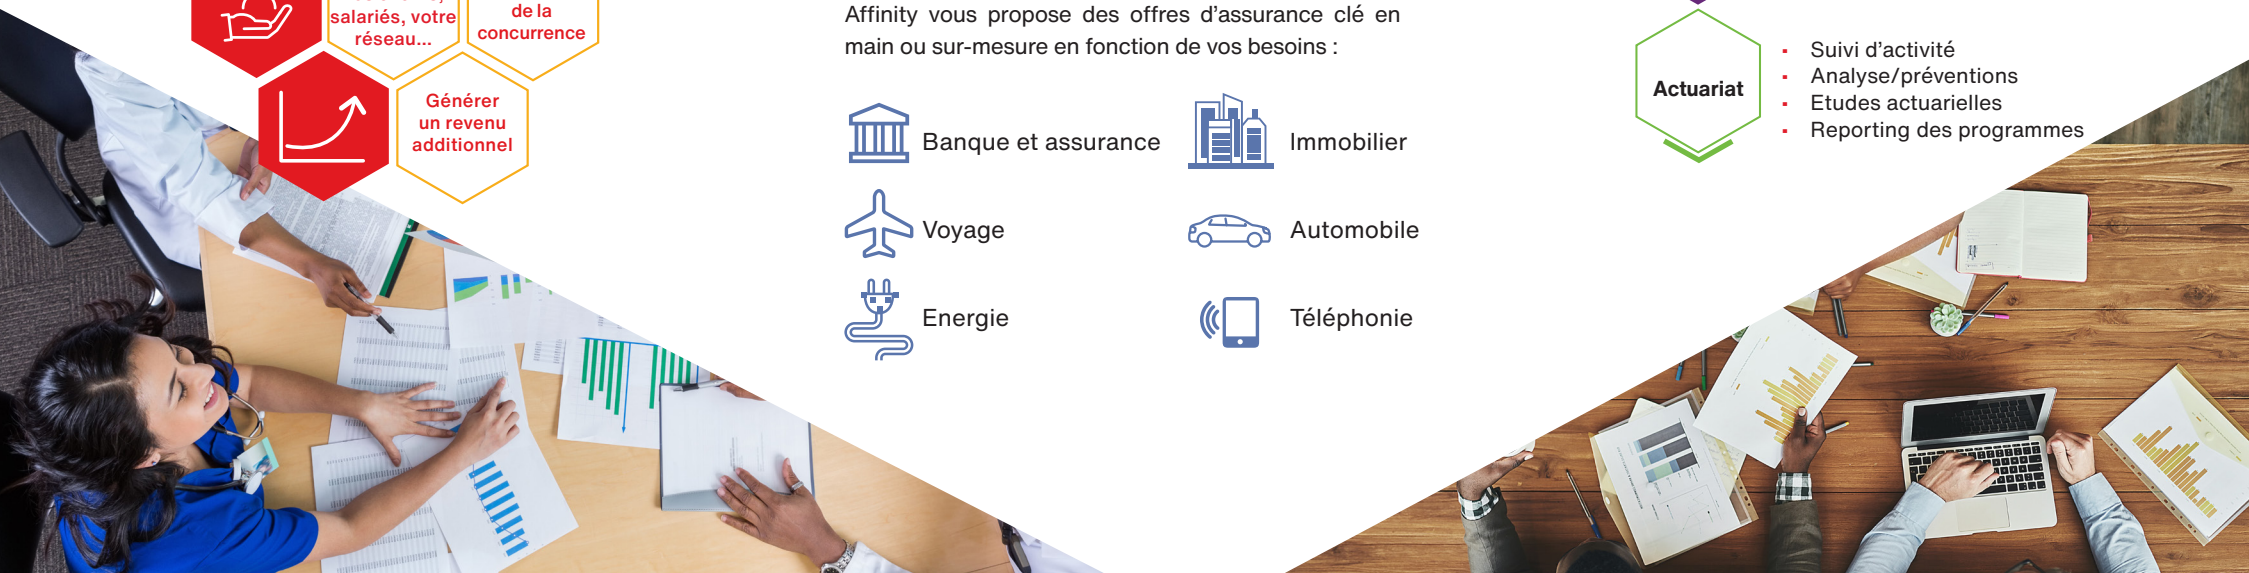 salariés, votre
réseau...
de la
concurrence
Générer
un revenu
additionnel
Affinity vous propose des offres d'assurance clé en
main ou sur-mesure en fonction de vos besoins :
Banque et assurance
Immobilier
Voyage
Automobile
Energie
Téléphonie
Actuariat
▪ Suivi d'activité
▪ Analyse/préventions
▪ Etudes actuarielles
▪ Reporting des programmes